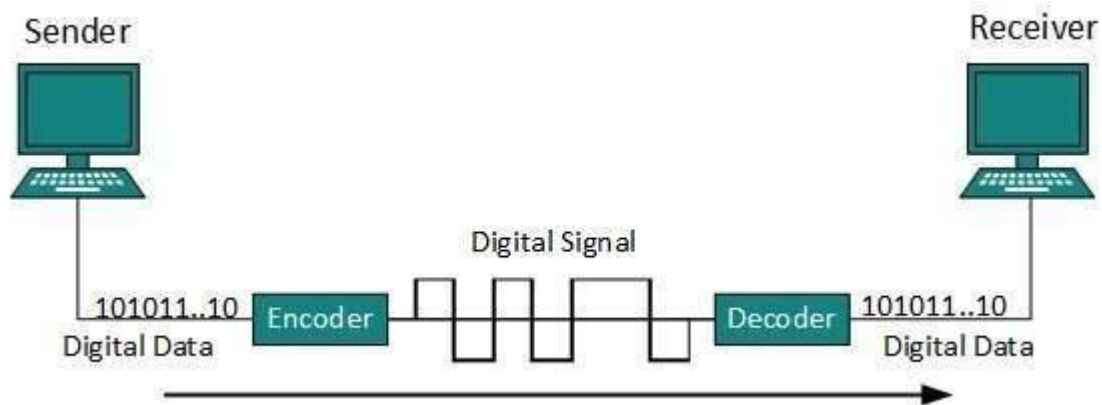 Sender
Receiver
Digital Signal
101011..10
Encoder
Decoder
101011..10
Digital Data
Digital Data